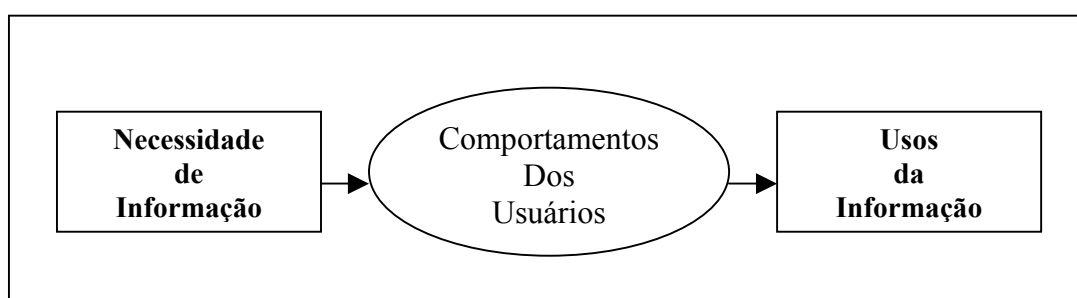 Necessidade
de
Informação
Comportamentos
Dos
Usuários
Usos
da
Informação